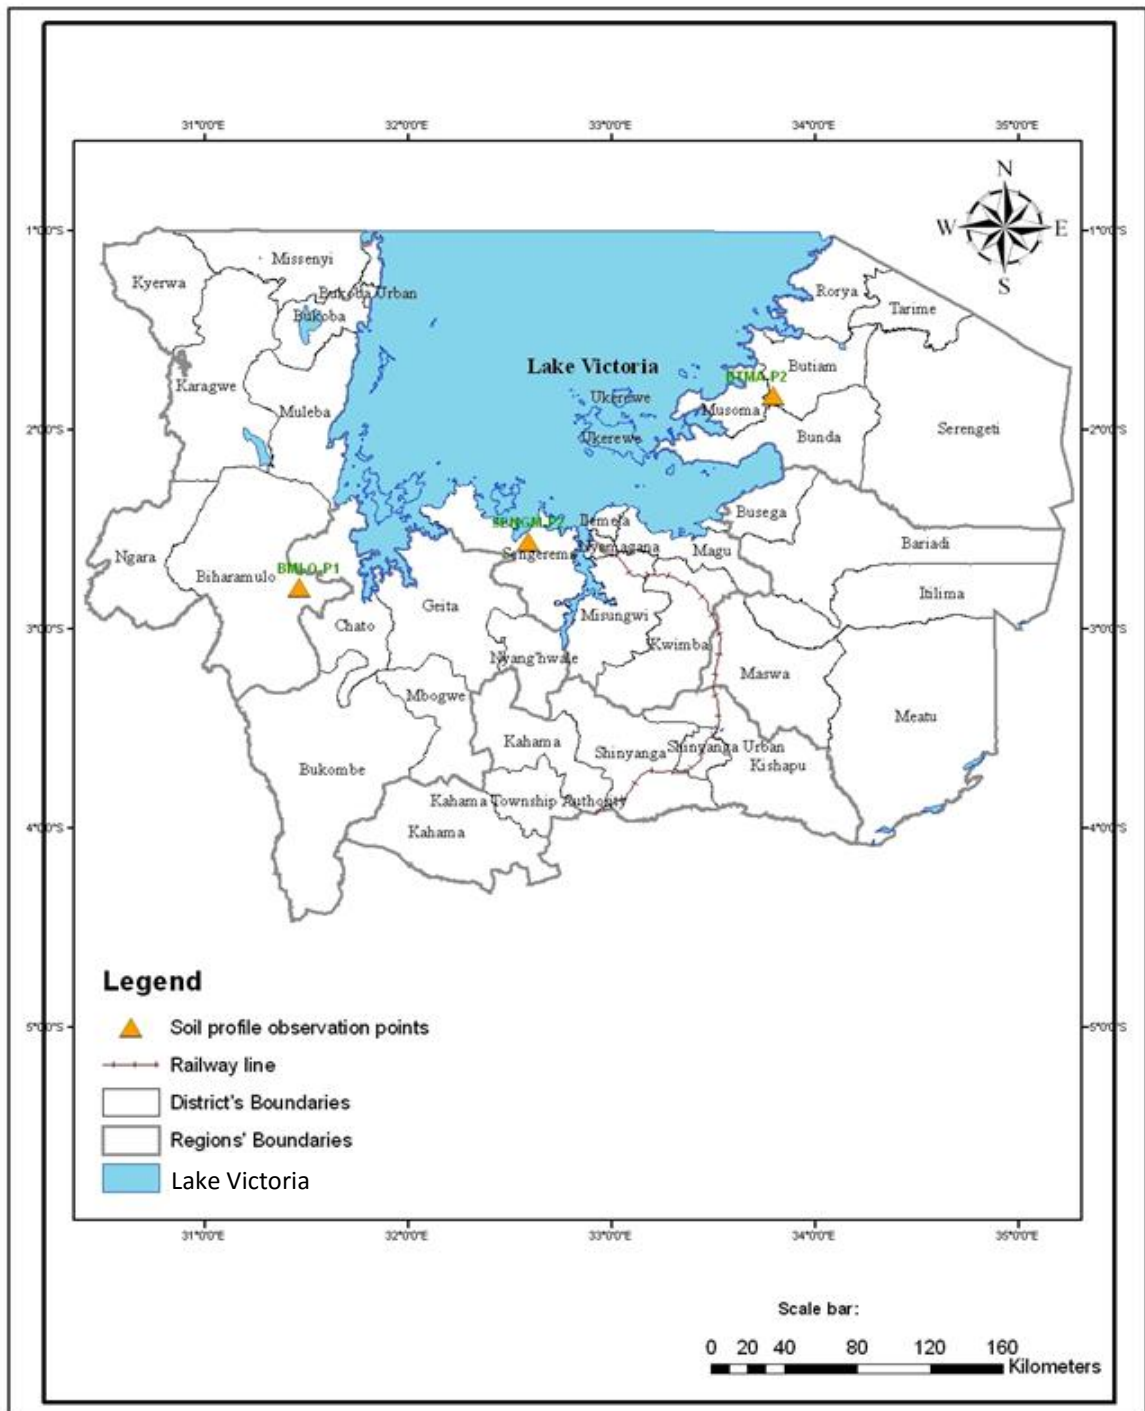 31°0'0"E 32°0'0"E 33°0'0"E 34°0'0"E 35°0'0"E
N
W E
S
1°0'0"S 1°0'0"S
Missenyi
Kyerwa
Bukoba Urban
Rorya
Tarime
Bukoba
Lake Victoria
Butiam
BTMA-P2
Karagwe
Ukerewe
Muleba
Musoma
2°0'0"S 2°0'0"S
Serengeti
Ukerewe
Bunda
Busega
SENGM-P2
Ilemela
Bariadi
Nyamagana
Magu
Sengerema
Ngara
BMLO-P1
Biharamulo
Itilima
Geita
Misungwi
Chato
3°0'0"S 3°0'0"S
Kwimba
Nyang'hwale
Maswa
Mbogwe
Meatu
Kahama
Shinyanga
Shinyanga Urban
Kishapu
Bukombe
Kahama Township Authority
4°0'0"S 4°0'0"S
Kahama
Legend
5°0'0"S 5°0'0"S
Soil profile observation points
Railway line
District's Boundaries
Regions' Boundaries
Lake Victoria
31°0'0"E 32°0'0"E 33°0'0"E 34°0'0"E 35°0'0"E
Scale bar:
0 20 40 80 120 160
Kilometers